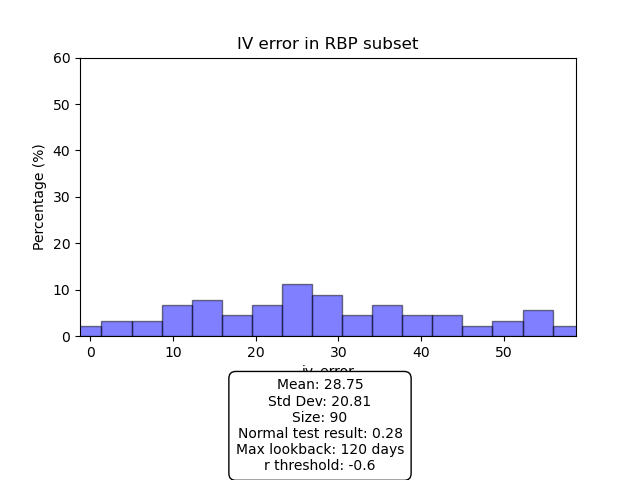 IV error in RBP subset
60
50
40
30
20
10
0
Percentage (%)
0 10 20 30 40 50
iv_error
Mean: 28.75
Std Dev: 20.81
Size: 90
Normal test result: 0.28
Max lookback: 120 days
r threshold: -0.6